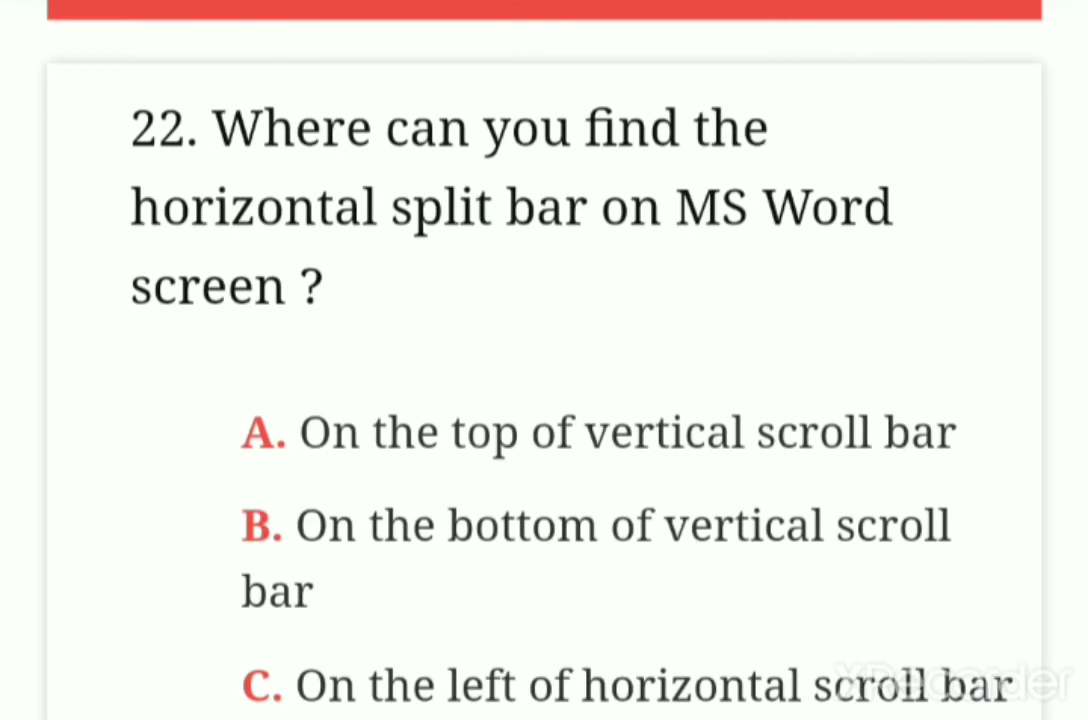 22. Where can you find the
horizontal split bar on MS Word
screen ?
A. On the top of vertical scroll bar
B. On the bottom of vertical scroll
bar
C. On the left of horizontal scroll bar
XRecorder